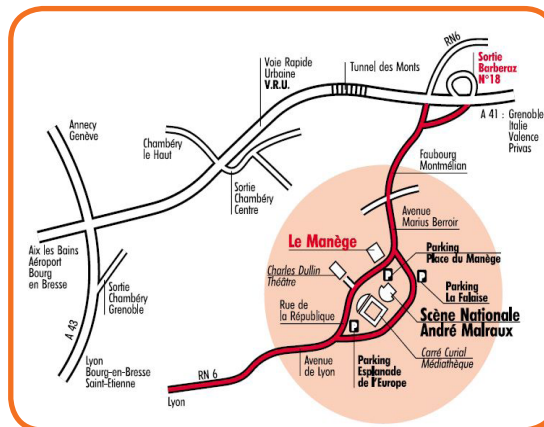 RN6
Sortie
Barberaz
N°18
Voie Rapide
Urbaine
V.R.U.
Tunnel des Monts
A 41 : Grenoble
Italie
Valence
Privas
Annecy
Genève
Chambéry
le Haut
Sortie
Chambéry
Centre
Faubourg
Montmélian
Avenue
Marius Berroir
Aix les Bains
Aéroport
Bourg
en Bresse
Le Manège
Parking
Place du Manège
P
P
Charles Dullin
Théâtre
Parking
La Falaise
Sortie
Chambéry
Grenoble
Rue de
la République
Scène Nationale
André Malraux
P
A 43
Carré Curial
Médiathèque
Lyon
Bourg-en-Bresse
Saint-Etienne
Avenue
de Lyon
Parking
Esplanade
de l'Europe
RN 6
Lyon